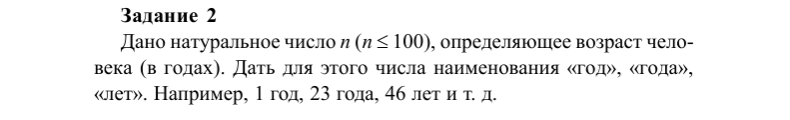 Задание 2
Дано натуральное число n (n ≤ 100), определяющее возраст чело-
века (в годах). Дать для этого числа наименования «год», «года»,
«лет». Например, 1 год, 23 года, 46 лет и т. д.